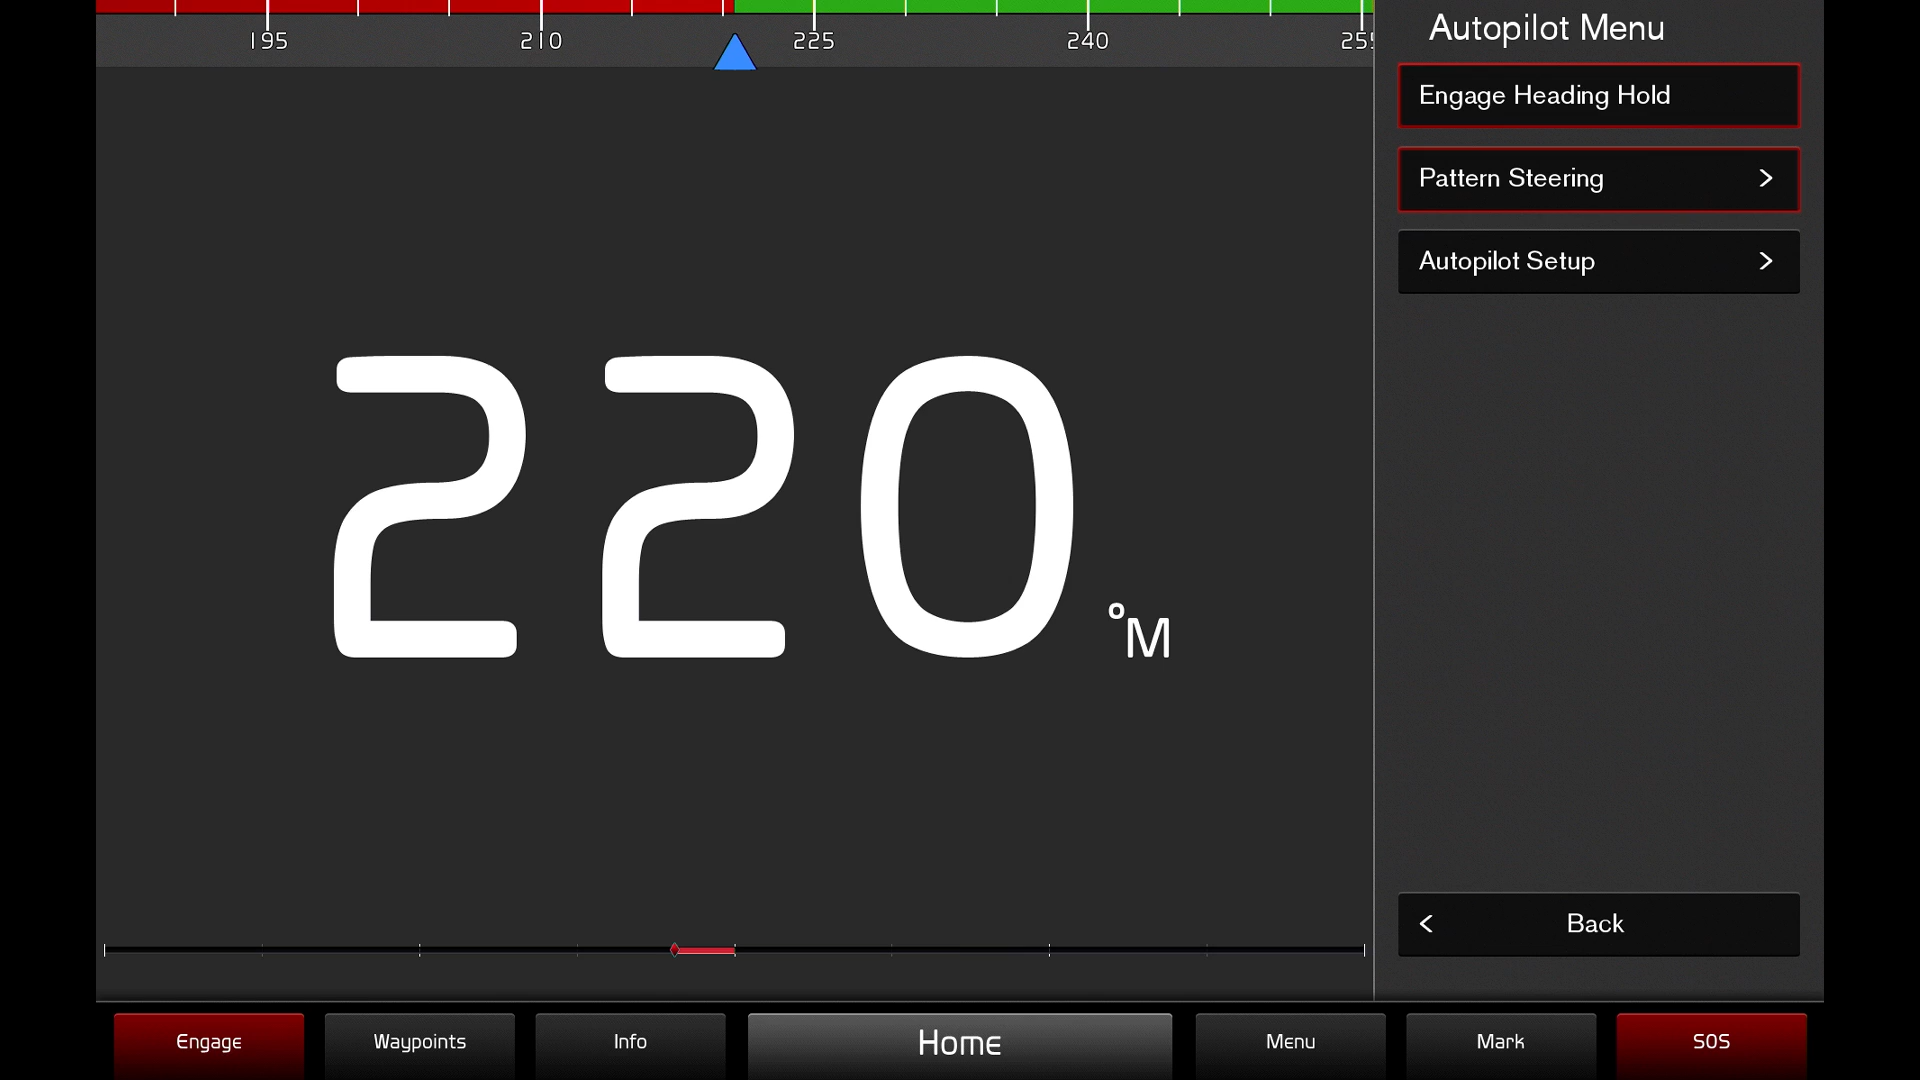 195
210
225
240
Autopilot Menu
Engage Heading Hold
Pattern Steering
Autopilot Setup
220 °M
Back
Engage
Waypoints
Info
Home
Menu
Mark
SOS